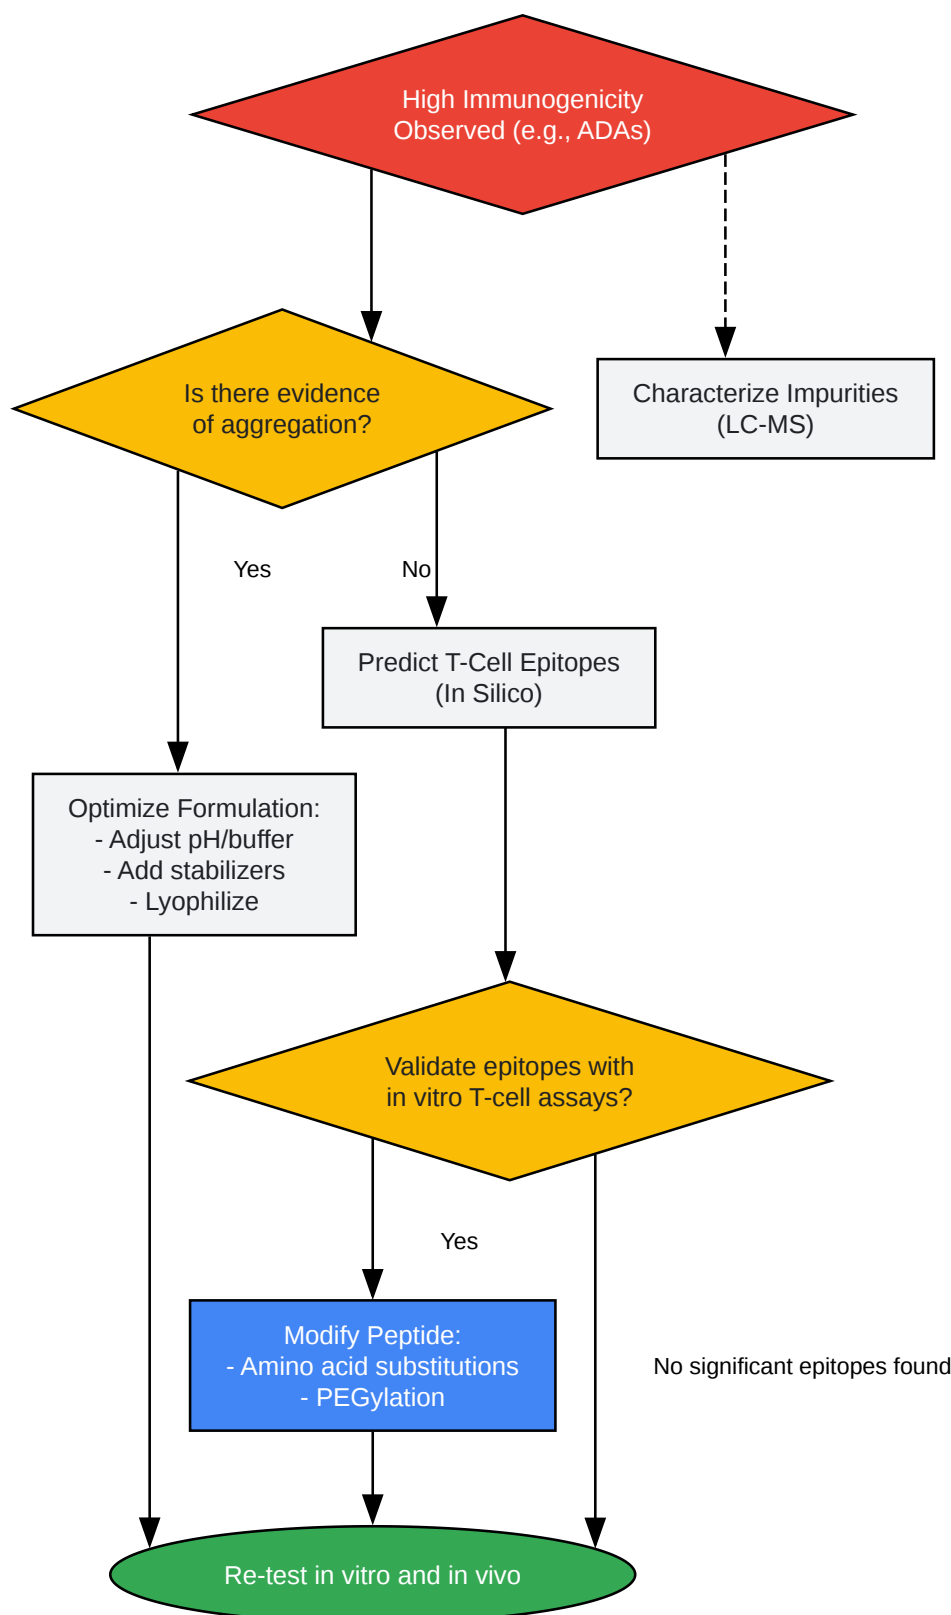 High Immunogenicity
Observed (e.g., ADAs)
Is there evidence
of aggregation?
Characterize Impurities
(LC-MS)
Yes
No
Predict T-Cell Epitopes
(In Silico)
Optimize Formulation:
- Adjust pH/buffer
- Add stabilizers
- Lyophilize
Validate epitopes with
in vitro T-cell assays?
Yes
Modify Peptide:
- Amino acid substitutions
- PEGylation
No significant epitopes found
Re-test in vitro and in vivo